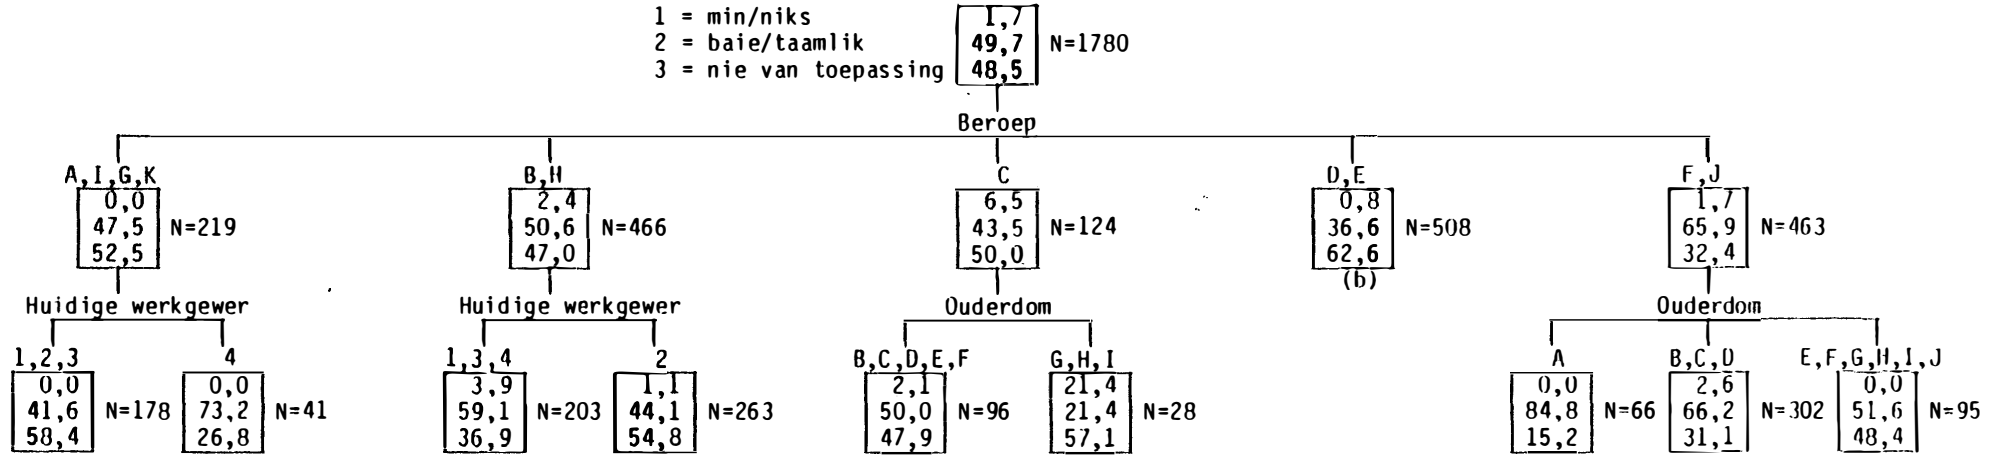 1 = min/niks
2 = baie/taamlik
3 = nie van toepassing
1,7
49,7 N=1780
48,5
Beroep
A,I,G,K
0,0
47,5 N=219
52,5
B,H
2,4
50,6 N=466
47,0
C
6,5
43,5 N=124
50,0
D,E
0,8
36,6 N=508
62,6
(b)
F,J
1,7
65,9 N=463
32,4
Huidige werkgewer
1,2,3
0,0
41,6 N=178
58,4
4
0,0
73,2 N=41
26,8
Huidige werkgewer
1,3,4
3,9
59,1 N=203
36,9
2
1,1
44,1 N=263
54,8
Ouderdom
B,C,D,E,F
2,1
50,0 N=96
47,9
G,H,I
21,4
21,4 N=28
57,1
Ouderdom
A
0,0
84,8 N=66
15,2
B,C,D
2,6
66,2 N=302
31,1
E,F,G,H,I,J
0,0
51,6 N=95
48,4